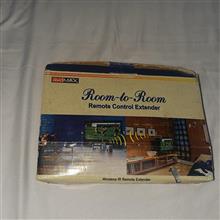 Room-to-Room
Remote Control Extender
Wireless IR Remote Extender